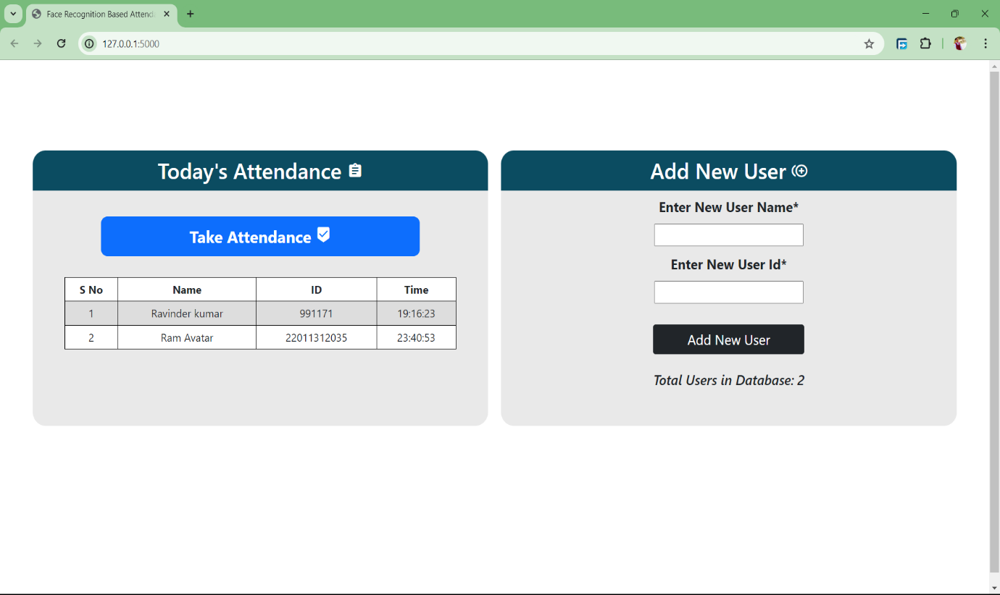 Face Recognition Based Attend
127.0.0.1:5000
Today's Attendance
Take Attendance
S No Name ID Time
1 Ravinder kumar 991171 19:16:23
2 Ram Avatar 22011312035 23:40:53
Add New User
Enter New User Name*
Enter New User Id*
Add New User
Total Users in Database: 2